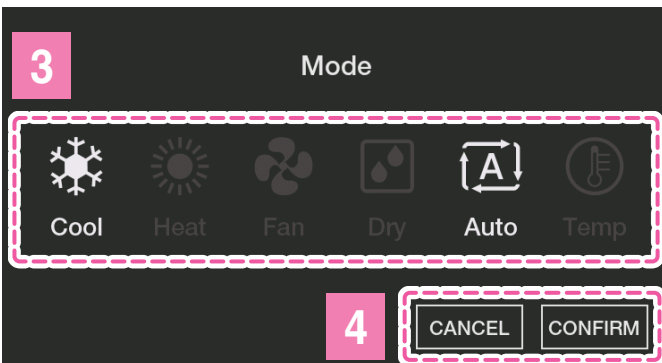 3
Mode
A
Cool Heat Fan Dry Auto Temp
4
CANCEL CONFIRM